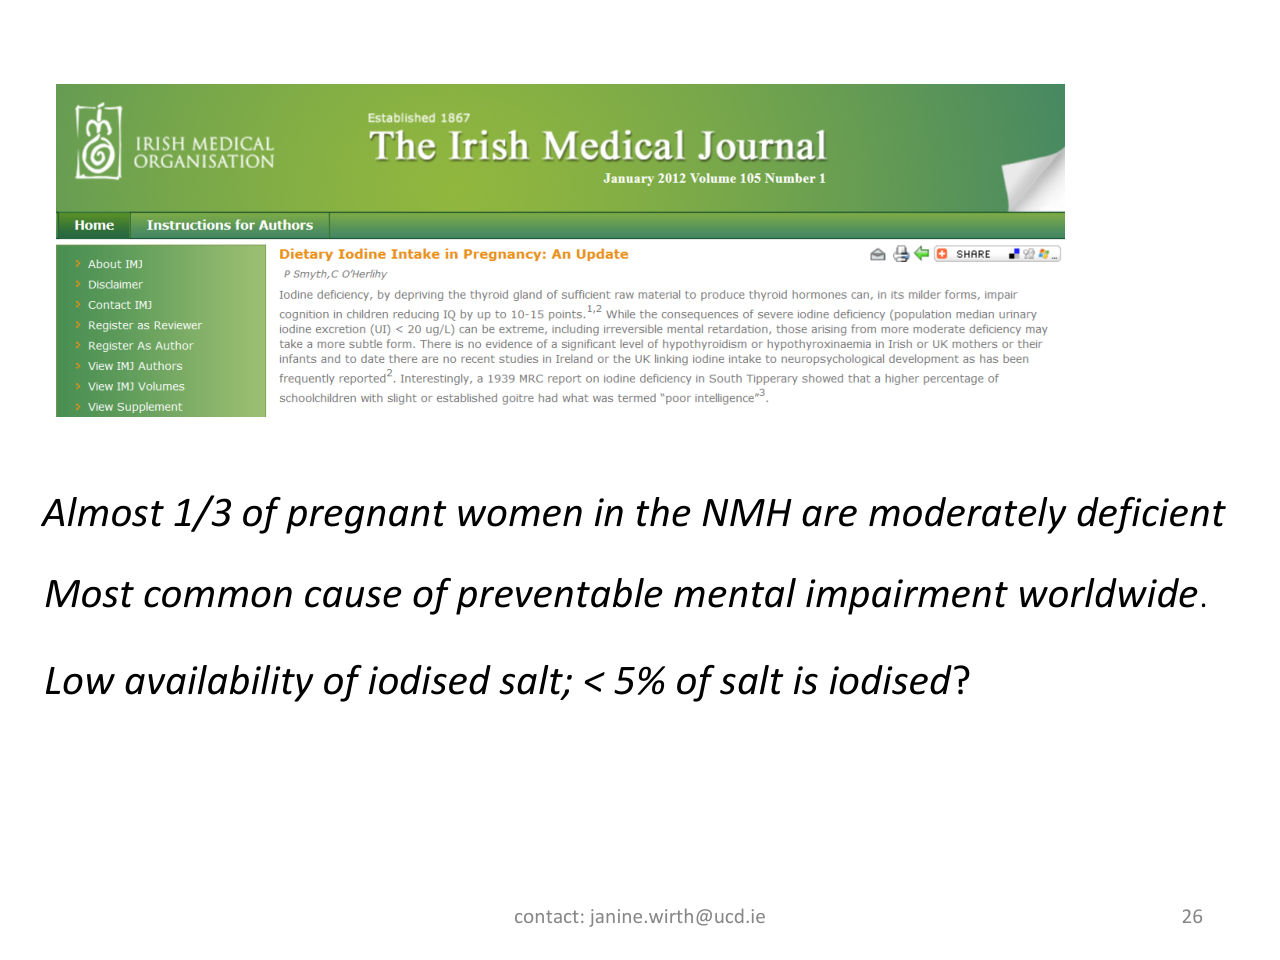 IRISH MEDICAL
ORGANISATION
Established 1867
The Irish Medical Journal
January 2012 Volume 105 Number 1
Home
Instructions for Authors
About IMJ
Disclaimer
Contact IMJ
Register as Reviewer
Register As Author
View IMJ Authors
View IMJ Volumes
View Supplement
Dietary Iodine Intake in Pregnancy: An Update
SHARE
P Smyth,C O'Herlihy
Iodine deficiency, by depriving the thyroid gland of sufficient raw material to produce thyroid hormones can, in its milder forms, impair
cognition in children reducing IQ by up to 10-15 points.1,2 While the consequences of severe iodine deficiency (population median urinary
iodine excretion (UI) < 20 ug/L) can be extreme, including irreversible mental retardation, those arising from more moderate deficiency may
take a more subtle form. There is no evidence of a significant level of hypothyroidism or hypothyroxinaemia in Irish or UK mothers or their
infants and to date there are no recent studies in Ireland or the UK linking iodine intake to neuropsychological development as has been
frequently reported2. Interestingly, a 1939 MRC report on iodine deficiency in South Tipperary showed that a higher percentage of
schoolchildren with slight or established goitre had what was termed "poor intelligence"3.
Almost 1/3 of pregnant women in the NMH are moderately deficient
Most common cause of preventable mental impairment worldwide.
Low availability of iodised salt; < 5% of salt is iodised?
contact: janine.wirth@ucd.ie
26